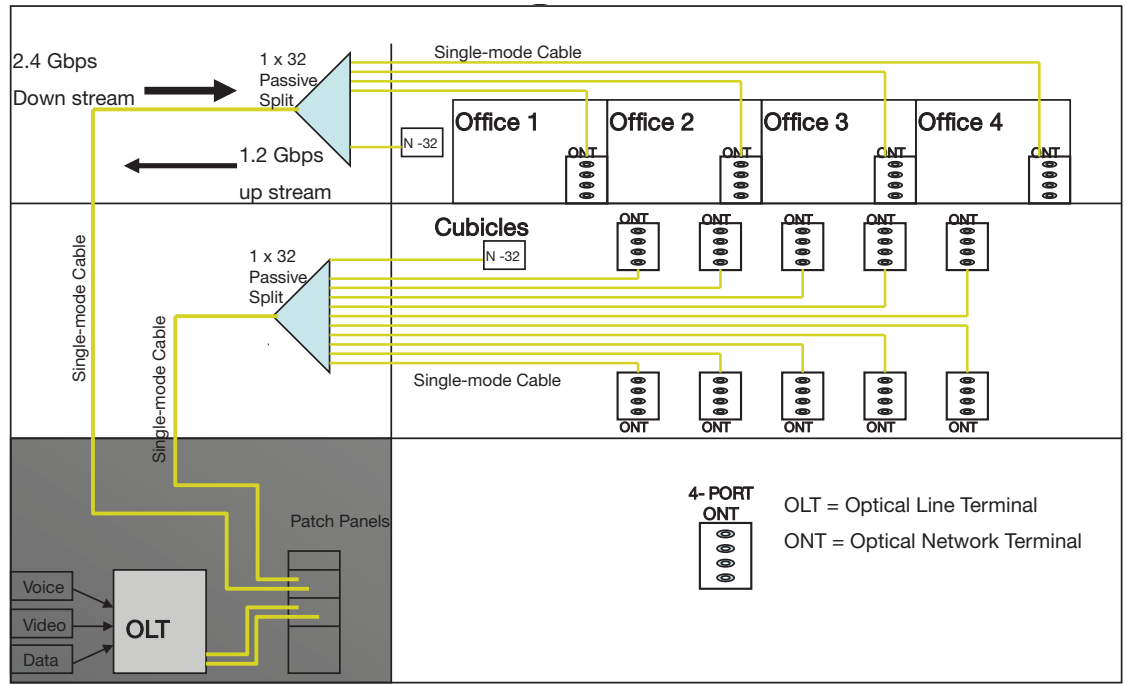 2.4 Gbps
Down stream
1 x 32
Passive
Split
Single-mode Cable
1.2 Gbps
up stream
N -32
Office 1
Office 2
Office 3
Office 4
ONT
ONT
ONT
ONT
Cubicles
N -32
1 x 32
Passive
Split
ONT
ONT
ONT
ONT
ONT
Single-mode Cable
Single-mode Cable
Single-mode Cable
ONT
ONT
ONT
ONT
ONT
Patch Panels
Voice
Video
Data
OLT
4- PORT
ONT
OLT = Optical Line Terminal
ONT = Optical Network Terminal